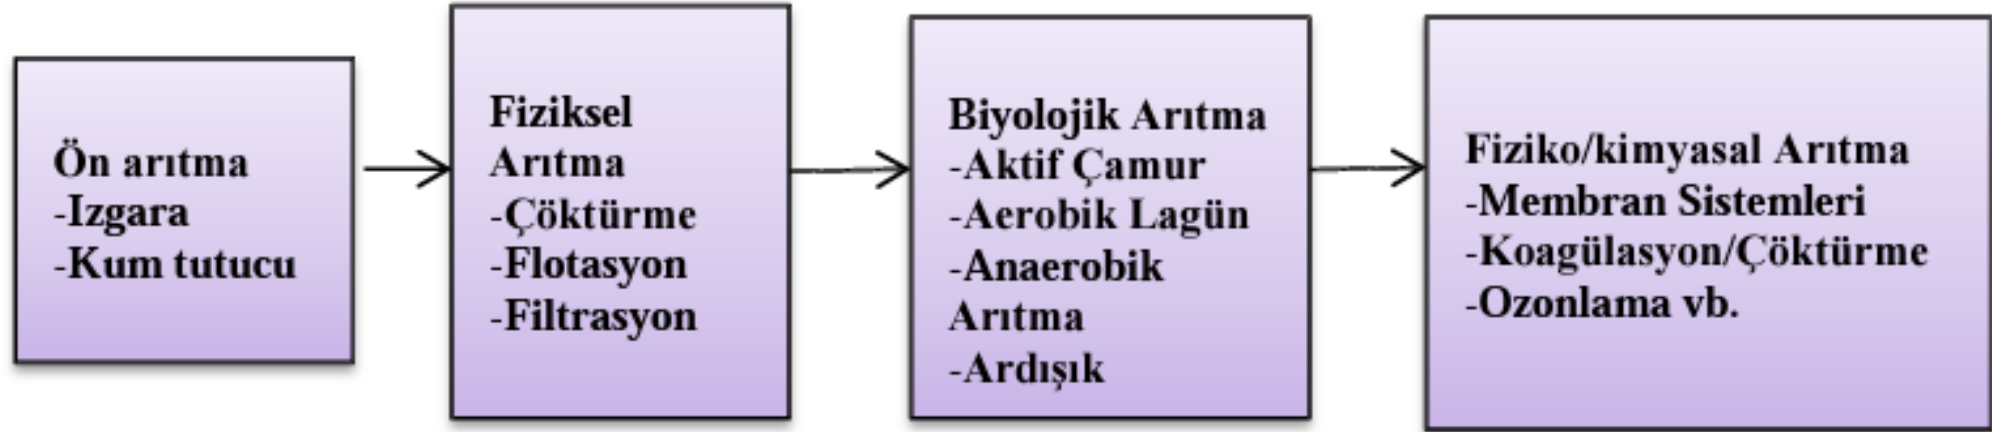 Ön arıtma
-Izgara
-Kum tutucu
Fiziksel
Arıtma
-Çöktürme
-Flotasyon
-Filtrasyon
Biyolojik Arıtma
-Aktif Çamur
-Aerobik Lagün
-Anaerobik
Arıtma
-Ardışık
Fiziko/kimyasal Arıtma
-Membran Sistemleri
-Koagülasyon/Çöktürme
-Ozonlama vb.